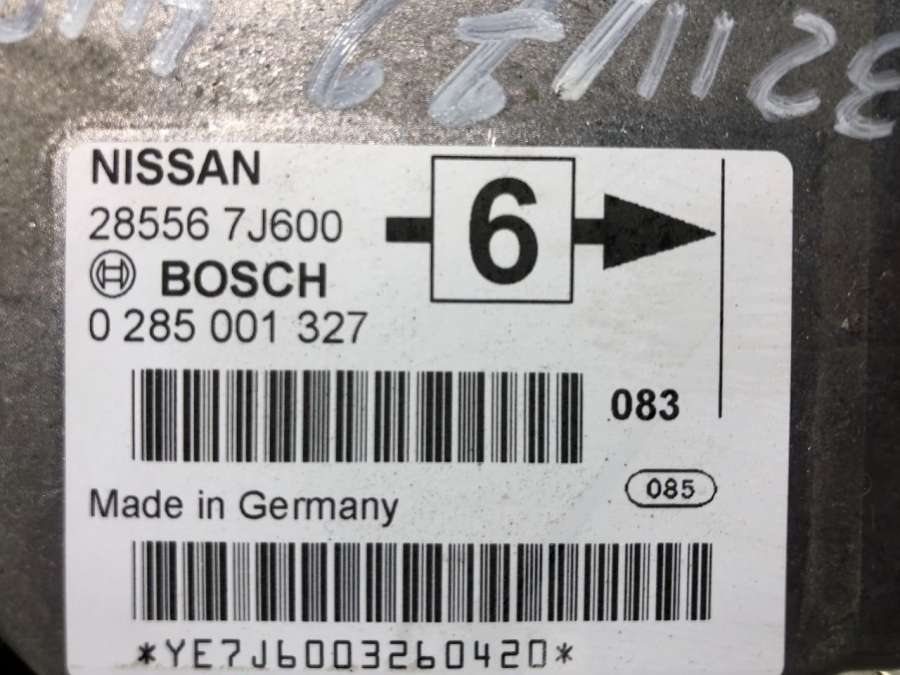 NISSAN
28556 7J600
6
BOSCH
0 285 001 327
083
085
Made in Germany
*YE7J6003260420*